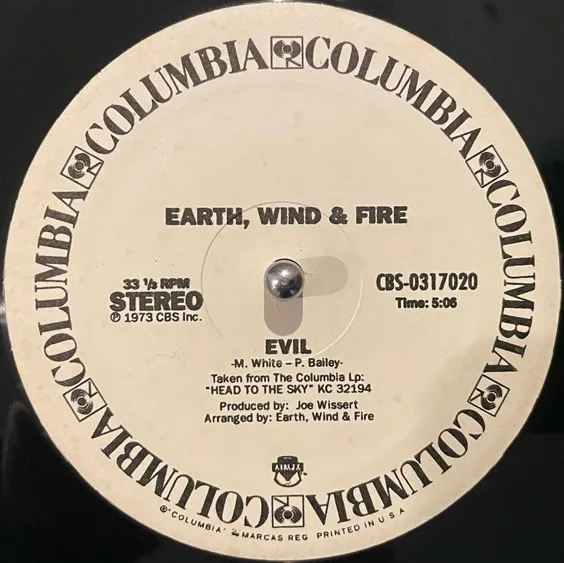 COLUMBIA COLUMBIA COLUMBIA COLUMBIA COLUMBIA COLUMBIA COLUMBIA COLUMBIA
EARTH, WIND & FIRE
33 ⅓ RPM
STEREO
℗ 1973 CBS Inc.
CBS-0317020
Time: 5:06
EVIL
-M. White – P. Bailey-
Taken from The Columbia Lp:
"HEAD TO THE SKY" KC 32194
Produced by: Joe Wissert
Arranged by: Earth, Wind & Fire
® "COLUMBIA", MARCAS REG. PRINTED IN U S A